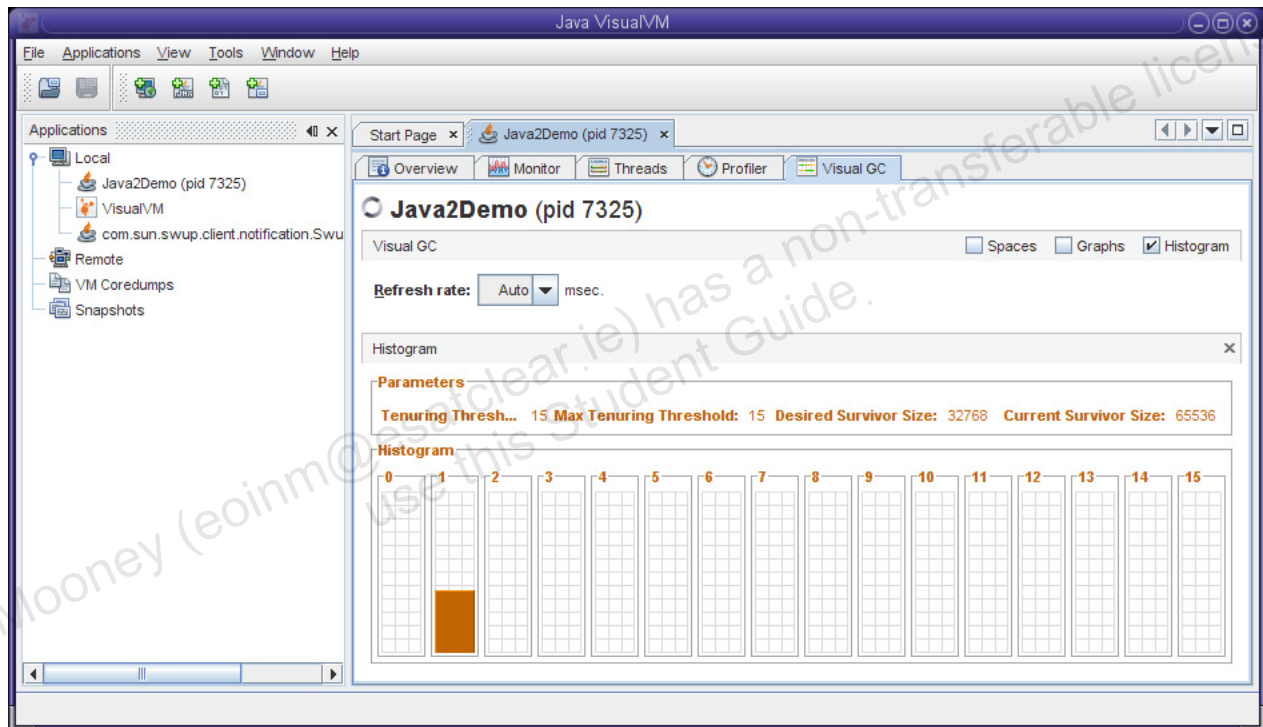 Java VisualVM
File Applications View Tools Window Help
Applications
Local
Java2Demo (pid 7325)
VisualVM
com.sun.swup.client.notification.Swu
Remote
VM Coredumps
Snapshots
Start Page
Java2Demo (pid 7325)
Overview Monitor Threads Profiler Visual GC
Java2Demo (pid 7325)
Visual GC Spaces Graphs Histogram
Refresh rate: Auto msec.
Histogram
Parameters
Tenuring Thresh... 15 Max Tenuring Threshold: 15 Desired Survivor Size: 32768 Current Survivor Size: 65536
Histogram
0 1 2 3 4 5 6 7 8 9 10 11 12 13 14 15
Mooney (eoinm@esatclear.ie) has a non-transferable licens
use this Student Guide.